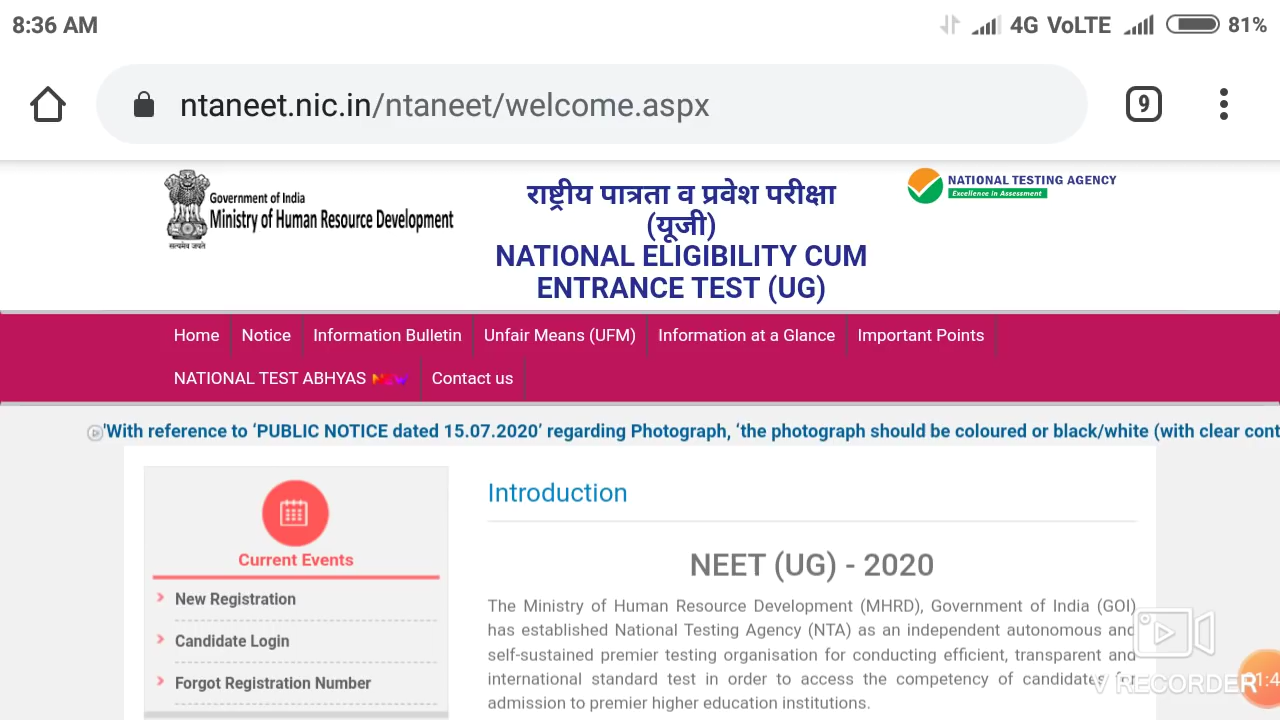 8:36 AM
4G VoLTE
81%
ntaneet.nic.in/ntaneet/welcome.aspx
9
Government of India
Ministry of Human Resource Development
सत्यमेव जयते
राष्ट्रीय पात्रता व प्रवेश परीक्षा
(यूजी)
NATIONAL ELIGIBILITY CUM
ENTRANCE TEST (UG)
NATIONAL TESTING AGENCY
Excellence in Assessment
Home
Notice
Information Bulletin
Unfair Means (UFM)
Information at a Glance
Important Points
NATIONAL TEST ABHYAS NEW
Contact us
'With reference to ‘PUBLIC NOTICE dated 15.07.2020’ regarding Photograph, ‘the photograph should be coloured or black/white (with clear cont
Current Events
New Registration
Candidate Login
Forgot Registration Number
Introduction
NEET (UG) - 2020
The Ministry of Human Resource Development (MHRD), Government of India (GOI)
has established National Testing Agency (NTA) as an independent autonomous and
self-sustained premier testing organisation for conducting efficient, transparent and
international standard test in order to access the competency of candidates for
admission to premier higher education institutions.
V RECORDER